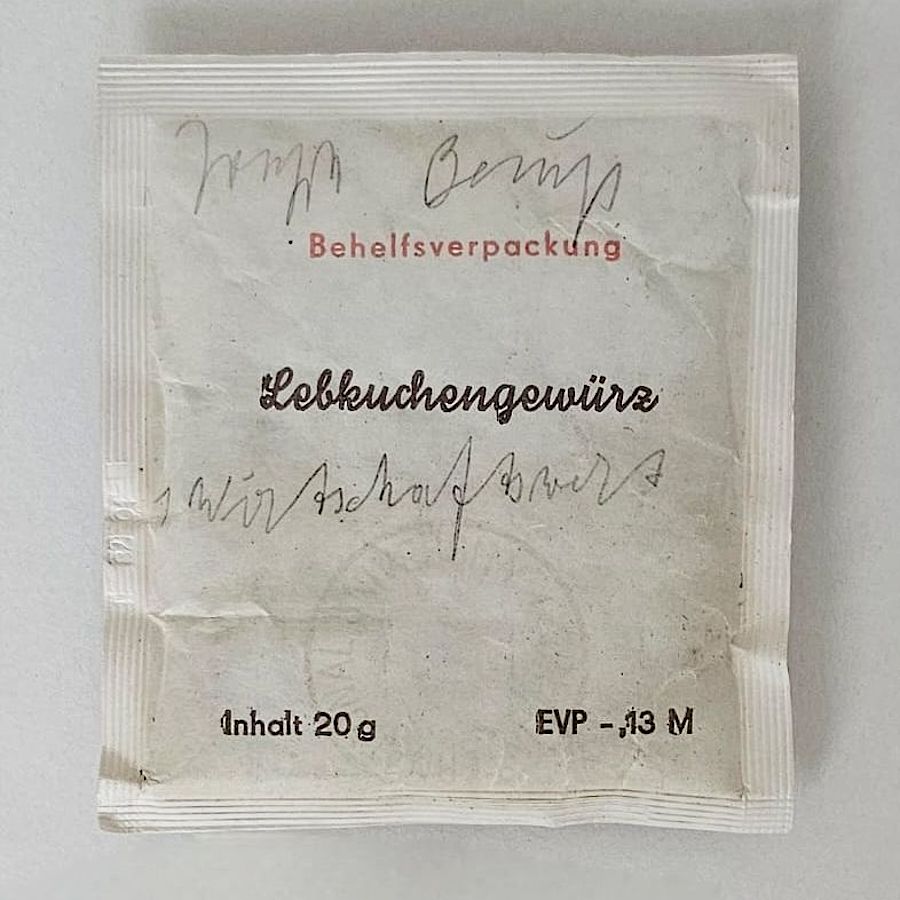 Joseph Beuys
Behelfsverpackung
Lebkuchengewürz
1 Wirtschaftswert
Inhalt 20 g EVP -,13 M